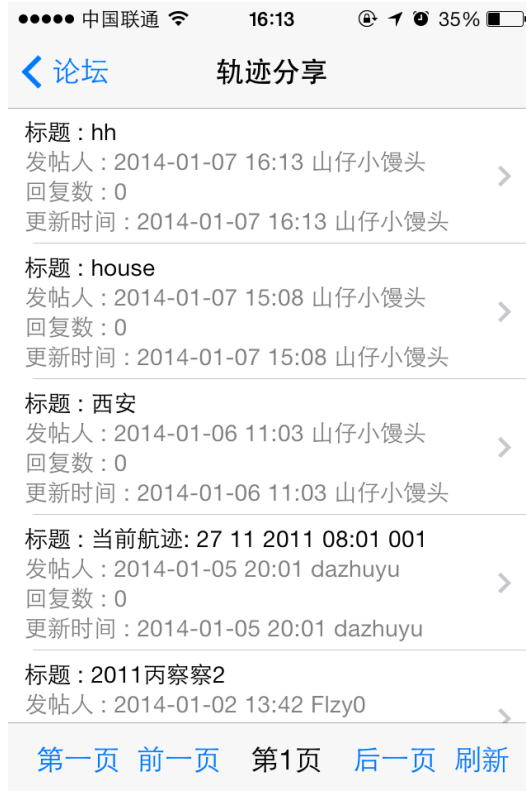 中国联通 16:13 35%
论坛 轨迹分享
标题 : hh
发帖人 : 2014-01-07 16:13 山仔小馒头
回复数 : 0
更新时间 : 2014-01-07 16:13 山仔小馒头
标题 : house
发帖人 : 2014-01-07 15:08 山仔小馒头
回复数 : 0
更新时间 : 2014-01-07 15:08 山仔小馒头
标题 : 西安
发帖人 : 2014-01-06 11:03 山仔小馒头
回复数 : 0
更新时间 : 2014-01-06 11:03 山仔小馒头
标题 : 当前航迹: 27 11 2011 08:01 001
发帖人 : 2014-01-05 20:01 dazhuyu
回复数 : 0
更新时间 : 2014-01-05 20:01 dazhuyu
标题 : 2011丙察察2
发帖人 : 2014-01-02 13:42 Flzy0
第一页 前一页 第1页 后一页 刷新